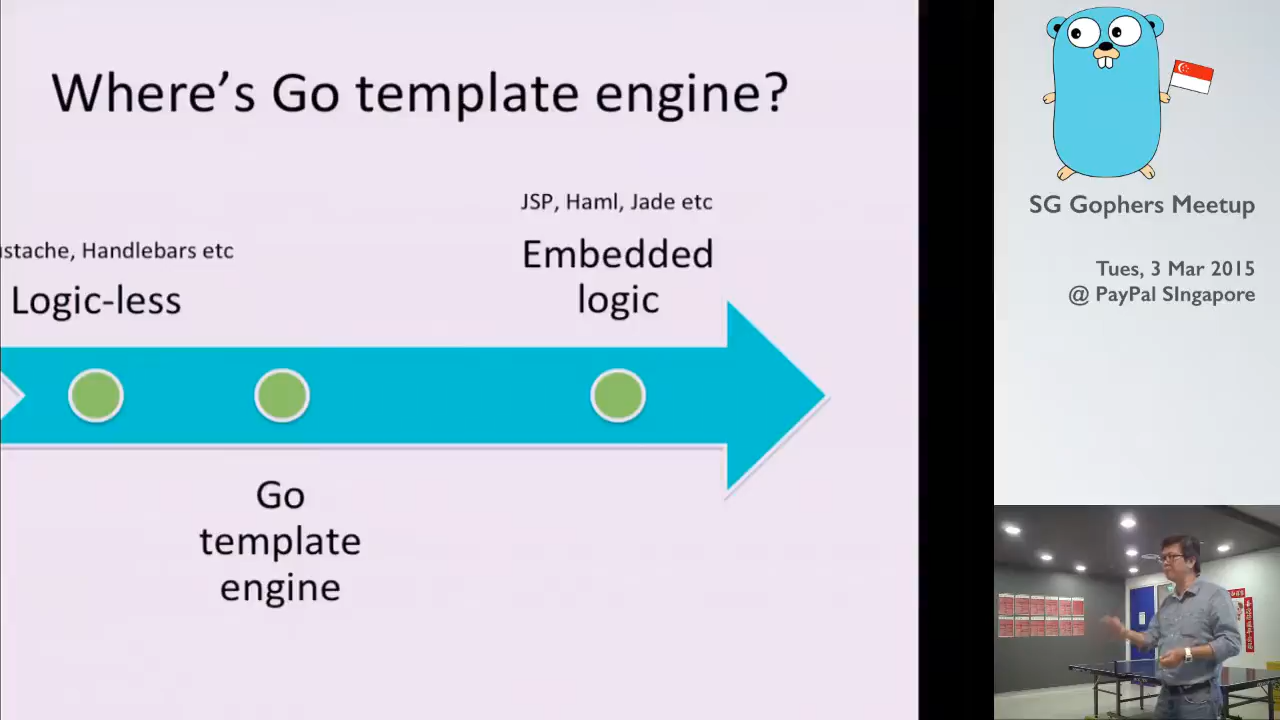 Where's Go template engine?
JSP, Haml, Jade etc
Embedded
logic
ustache, Handlebars etc
Logic-less
Go
template
engine
SG Gophers Meetup
Tues, 3 Mar 2015
@ PayPal SIngapore